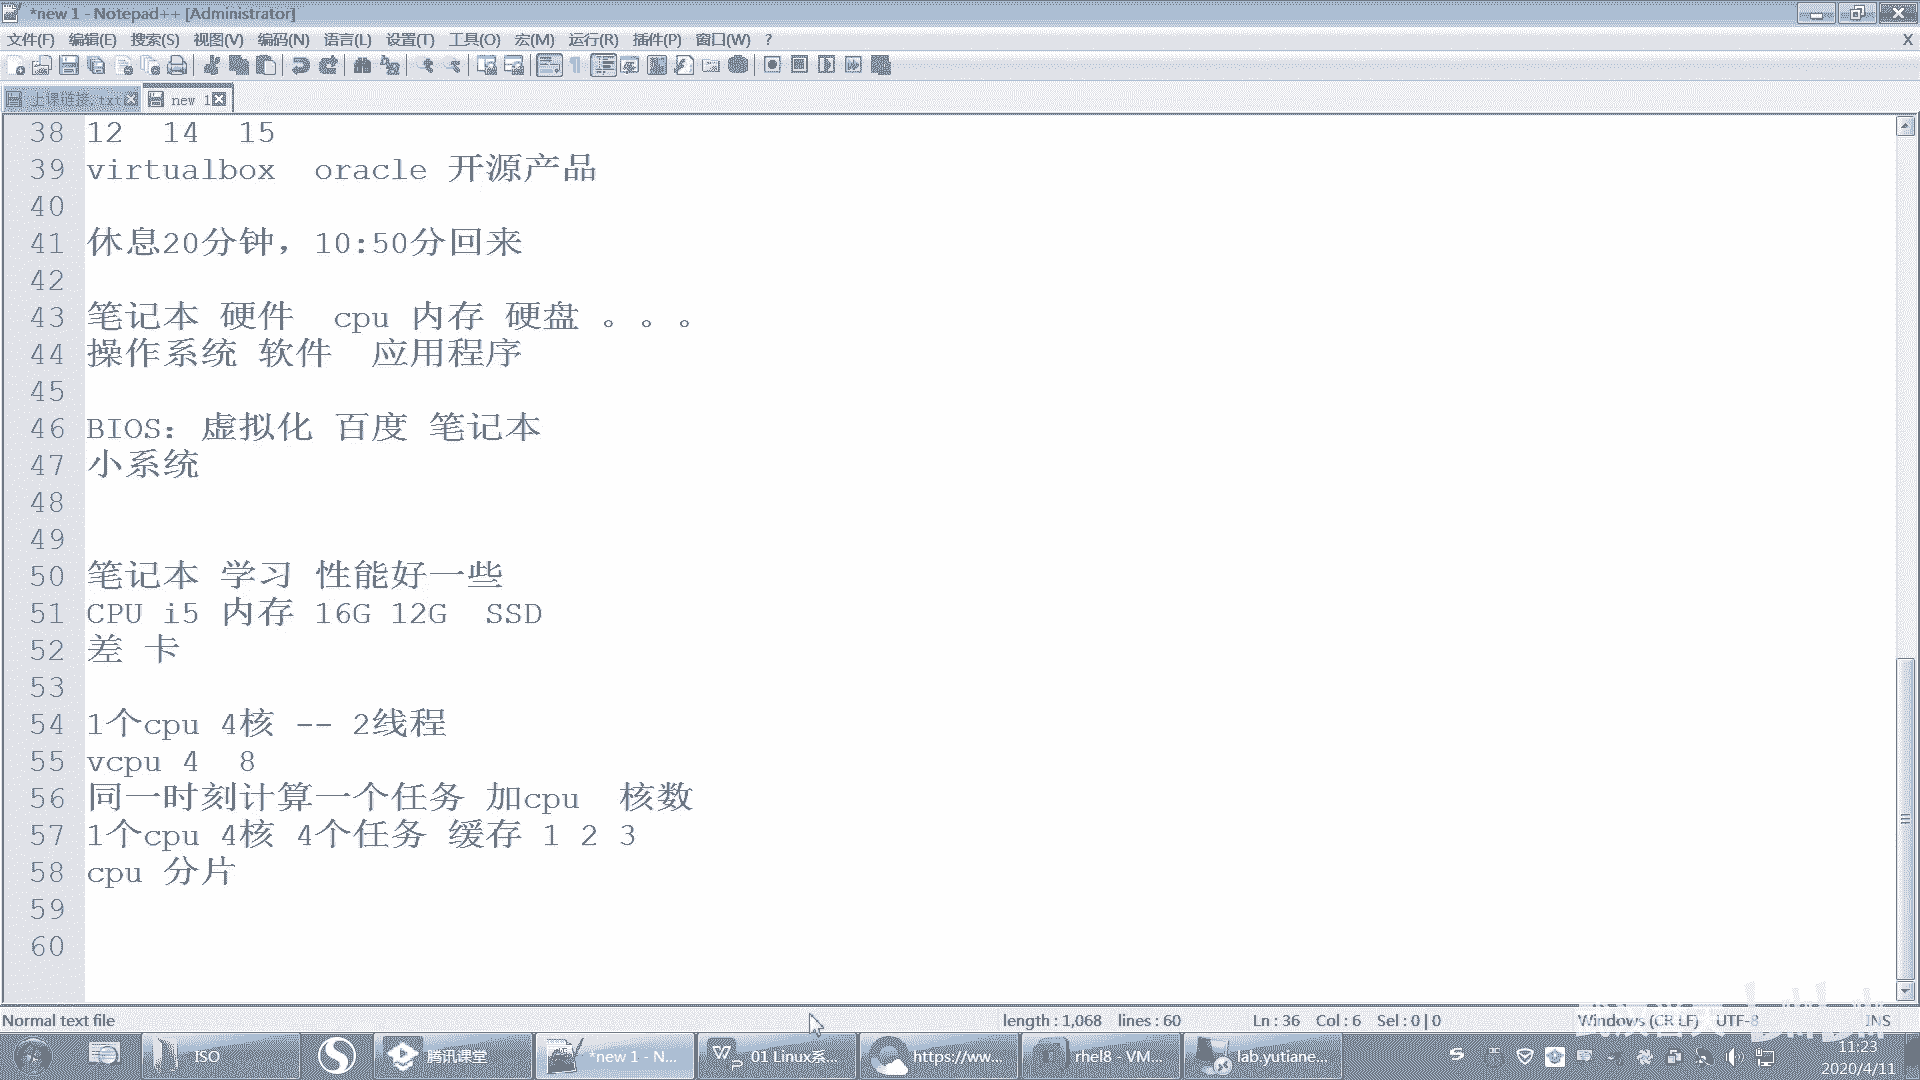 *new 1 - Notepad++ [Administrator]
文件(F) 编辑(E) 搜索(S) 视图(V) 编码(N) 语言(L) 设置(T) 工具(O) 宏(M) 运行(R) 插件(P) 窗口(W) ? X
上课链接.txt new 1
38 12 14 15
39 virtualbox oracle 开源产品
40
41 休息20分钟，10:50分回来
42
43 笔记本 硬件 cpu 内存 硬盘 。。。
44 操作系统 软件 应用程序
45
46 BIOS：虚拟化 百度 笔记本
47 小系统
48
49
50 笔记本 学习 性能好一些
51 CPU i5 内存 16G 12G SSD
52 差 卡
53
54 1个cpu 4核 -- 2线程
55 vcpu 4 8
56 同一时刻计算一个任务 加cpu 核数
57 1个cpu 4核 4个任务 缓存 1 2 3
58 cpu 分片
59
60
Normal text file length : 1,068 lines : 60 Ln : 36 Col : 6 Sel : 0 | 0 Windows (CR LF) UTF-8 INS
ISO 腾讯课堂 *new 1 - N... 01 Linux系... https://ww... rhel8 - VM... lab.yutiane... 11:23
2020/4/11